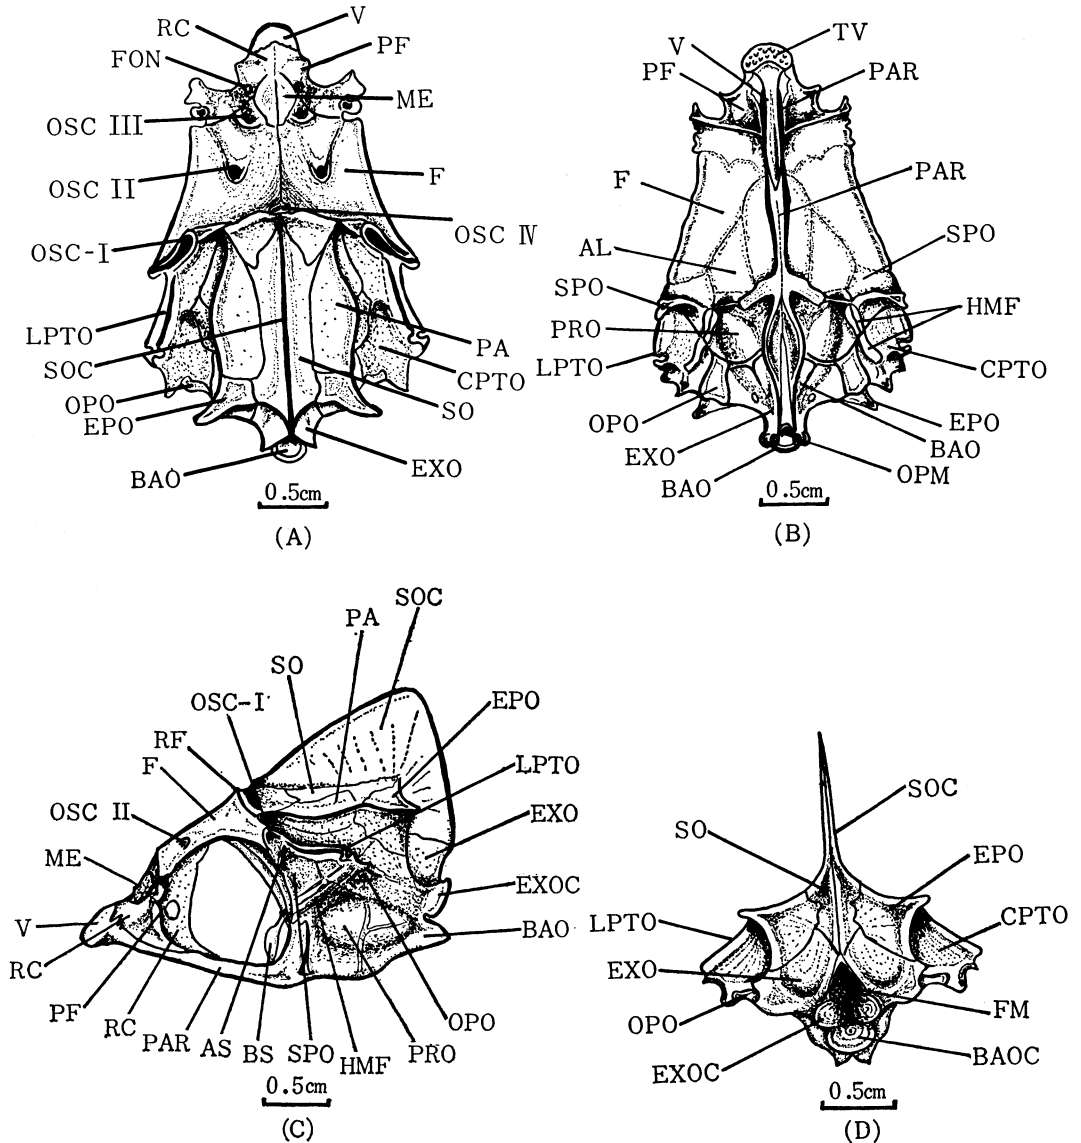 RC
V
FON
PF
ME
OSC III
OSC II
F
OSC IV
OSC-I
LPTO
SOC
PA
CPTO
OPO
SO
EPO
BAO
EXO
0.5cm
(A)
TV
V
PF
PAR
F
PAR
AL
SPO
SPO
HMF
PRO
LPTO
CPTO
OPO
EPO
EXO
BAO
BAO
OPM
0.5cm
(B)
SOC
PA
SO
OSC-I
EPO
RF
F
LPTO
OSC II
EXO
ME
EXOC
V
BAO
RC
PF
RC
PAR
AS
BS
SPO
HMF
PRO
OPO
0.5cm
(C)
SOC
SO
EPO
LPTO
CPTO
EXO
OPO
FM
EXOC
BAOC
0.5cm
(D)